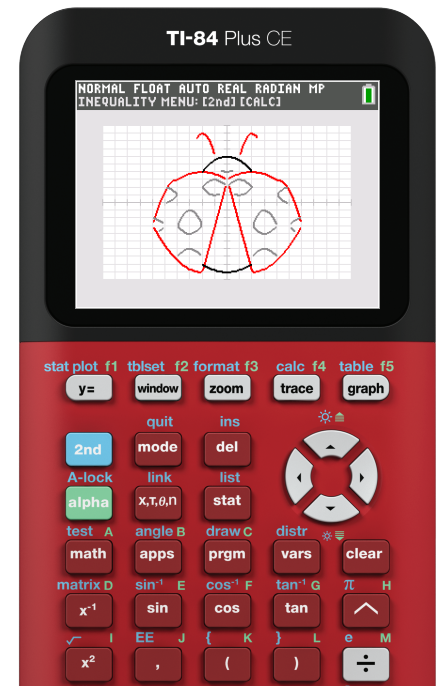 TI-84 Plus CE
NORMAL FLOAT AUTO REAL RADIAN MP
INEQUALITY MENU: [2nd] [CALC]
stat plot f1 tblset f2 format f3 calc f4 table f5
y= window zoom trace graph
quit ins
2nd mode del
A-lock link list
alpha X,T,θ,n stat
test A angle B draw C distr
math apps prgm vars clear
matrix D sin⁻¹ E cos⁻¹ F tan⁻¹ G π H
x⁻¹ sin cos tan ^
√ I EE J { K } L e M
x² , ( ) ÷